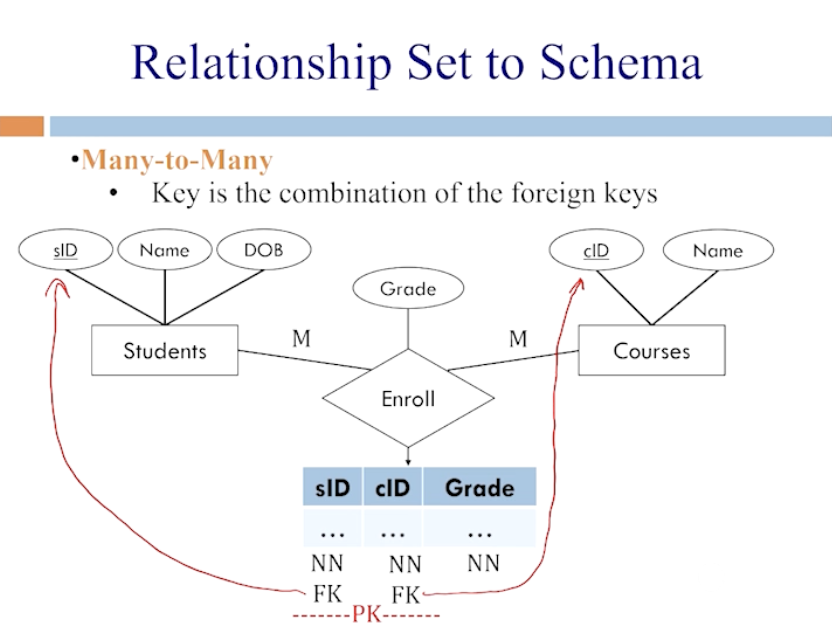 Relationship Set to Schema
•Many-to-Many
• Key is the combination of the foreign keys
sID Name DOB cID Name
Grade
M M
Students Courses
Enroll
sID cID Grade
... ... ...
NN NN NN
FK FK
------PK-------